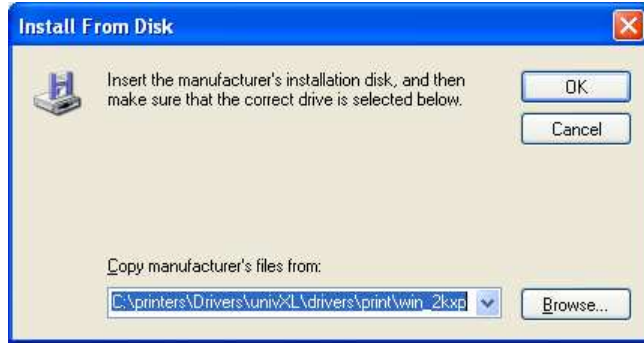 Install From Disk
Insert the manufacturer's installation disk, and then
make sure that the correct drive is selected below.
OK
Cancel
Copy manufacturer's files from:
C:\printers\Drivers\univXL\drivers\print\win_2kxp
Browse...